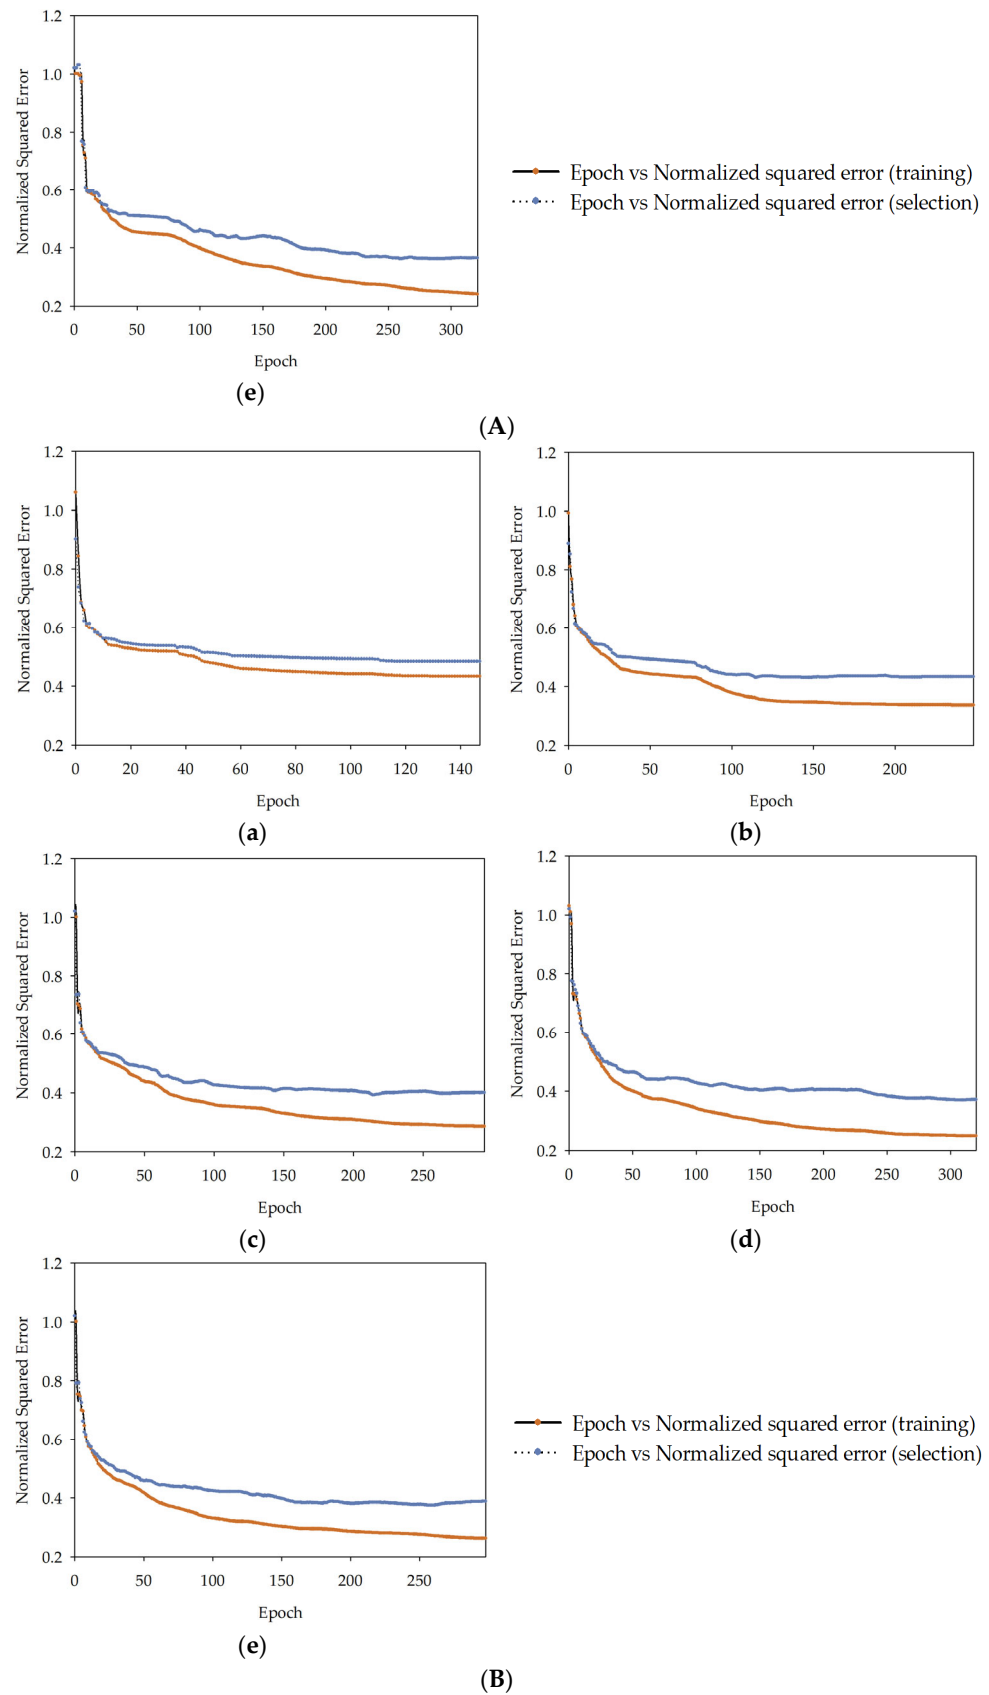 1.2
1.0
0.8
0.6
0.4
0.2
Normalized Squared Error
0 50 100 150 200 250 300
Epoch
Epoch vs Normalized squared error (training)
Epoch vs Normalized squared error (selection)
(e)
(A)
1.2
1.0
0.8
0.6
0.4
0.2
Normalized Squared Error
0 20 40 60 80 100 120 140
Epoch
(a)
1.2
1.0
0.8
0.6
0.4
0.2
Normalized Squared Error
0 50 100 150 200
Epoch
(b)
1.2
1.0
0.8
0.6
0.4
0.2
Normalized Squared Error
0 50 100 150 200 250
Epoch
(c)
1.2
1.0
0.8
0.6
0.4
0.2
Normalized Squared Error
0 50 100 150 200 250 300
Epoch
(d)
1.2
1.0
0.8
0.6
0.4
0.2
Normalized Squared Error
0 50 100 150 200 250
Epoch
Epoch vs Normalized squared error (training)
Epoch vs Normalized squared error (selection)
(e)
(B)